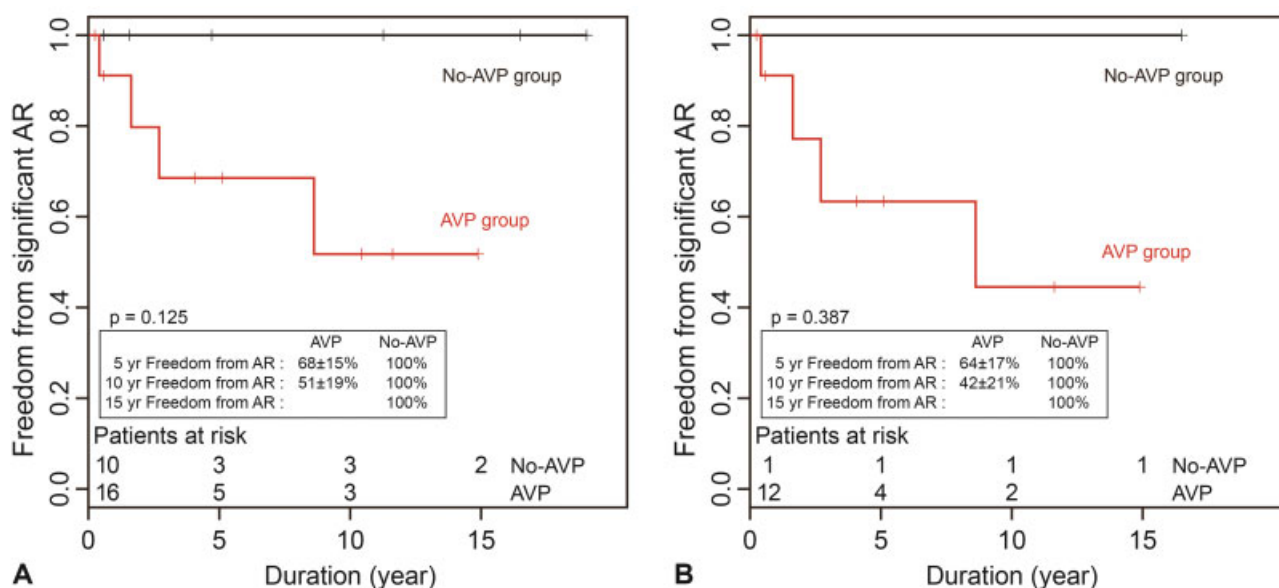 Freedom from significant AR
1.0
0.8
0.6
0.4
0.2
0.0
No-AVP group
AVP group
p = 0.125
AVP No-AVP
5 yr Freedom from AR : 68±15% 100%
10 yr Freedom from AR : 51±19% 100%
15 yr Freedom from AR : 100%
Patients at risk
10 3 3 2 No-AVP
16 5 3 AVP
0 5 10 15
A Duration (year)
Freedom from significant AR
1.0
0.8
0.6
0.4
0.2
0.0
No-AVP group
AVP group
p = 0.387
AVP No-AVP
5 yr Freedom from AR : 64±17% 100%
10 yr Freedom from AR : 42±21% 100%
15 yr Freedom from AR : 100%
Patients at risk
1 1 1 1 No-AVP
12 4 2 AVP
0 5 10 15
B Duration (year)